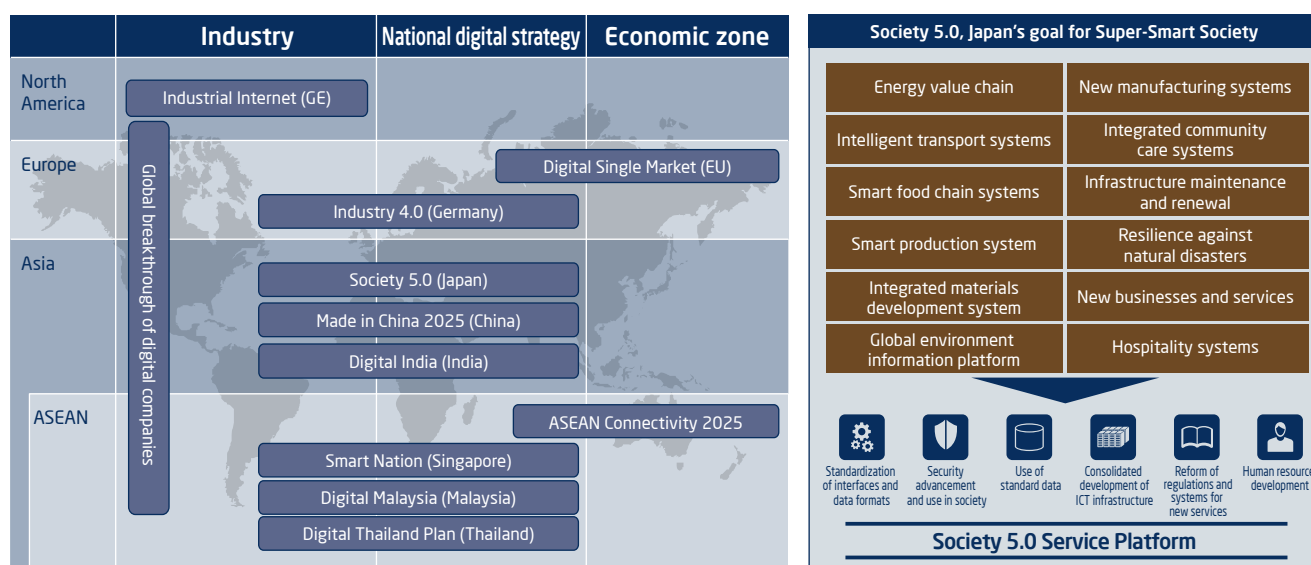 Industry
National digital strategy
Economic zone
North
America
Industrial Internet (GE)
Global breakthrough of digital companies
Europe
Digital Single Market (EU)
Industry 4.0 (Germany)
Asia
Society 5.0 (Japan)
Made in China 2025 (China)
Digital India (India)
ASEAN
ASEAN Connectivity 2025
Smart Nation (Singapore)
Digital Malaysia (Malaysia)
Digital Thailand Plan (Thailand)
Society 5.0, Japan's goal for Super-Smart Society
Energy value chain
New manufacturing systems
Intelligent transport systems
Integrated community
care systems
Smart food chain systems
Infrastructure maintenance
and renewal
Smart production system
Resilience against
natural disasters
Integrated materials
development system
New businesses and services
Global environment
information platform
Hospitality systems
Standardization
of interfaces and
data formats
Security
advancement
and use in society
Use of
standard data
Consolidated
development of
ICT infrastructure
Reform of
regulations and
systems for
new services
Human resource
development
Society 5.0 Service Platform